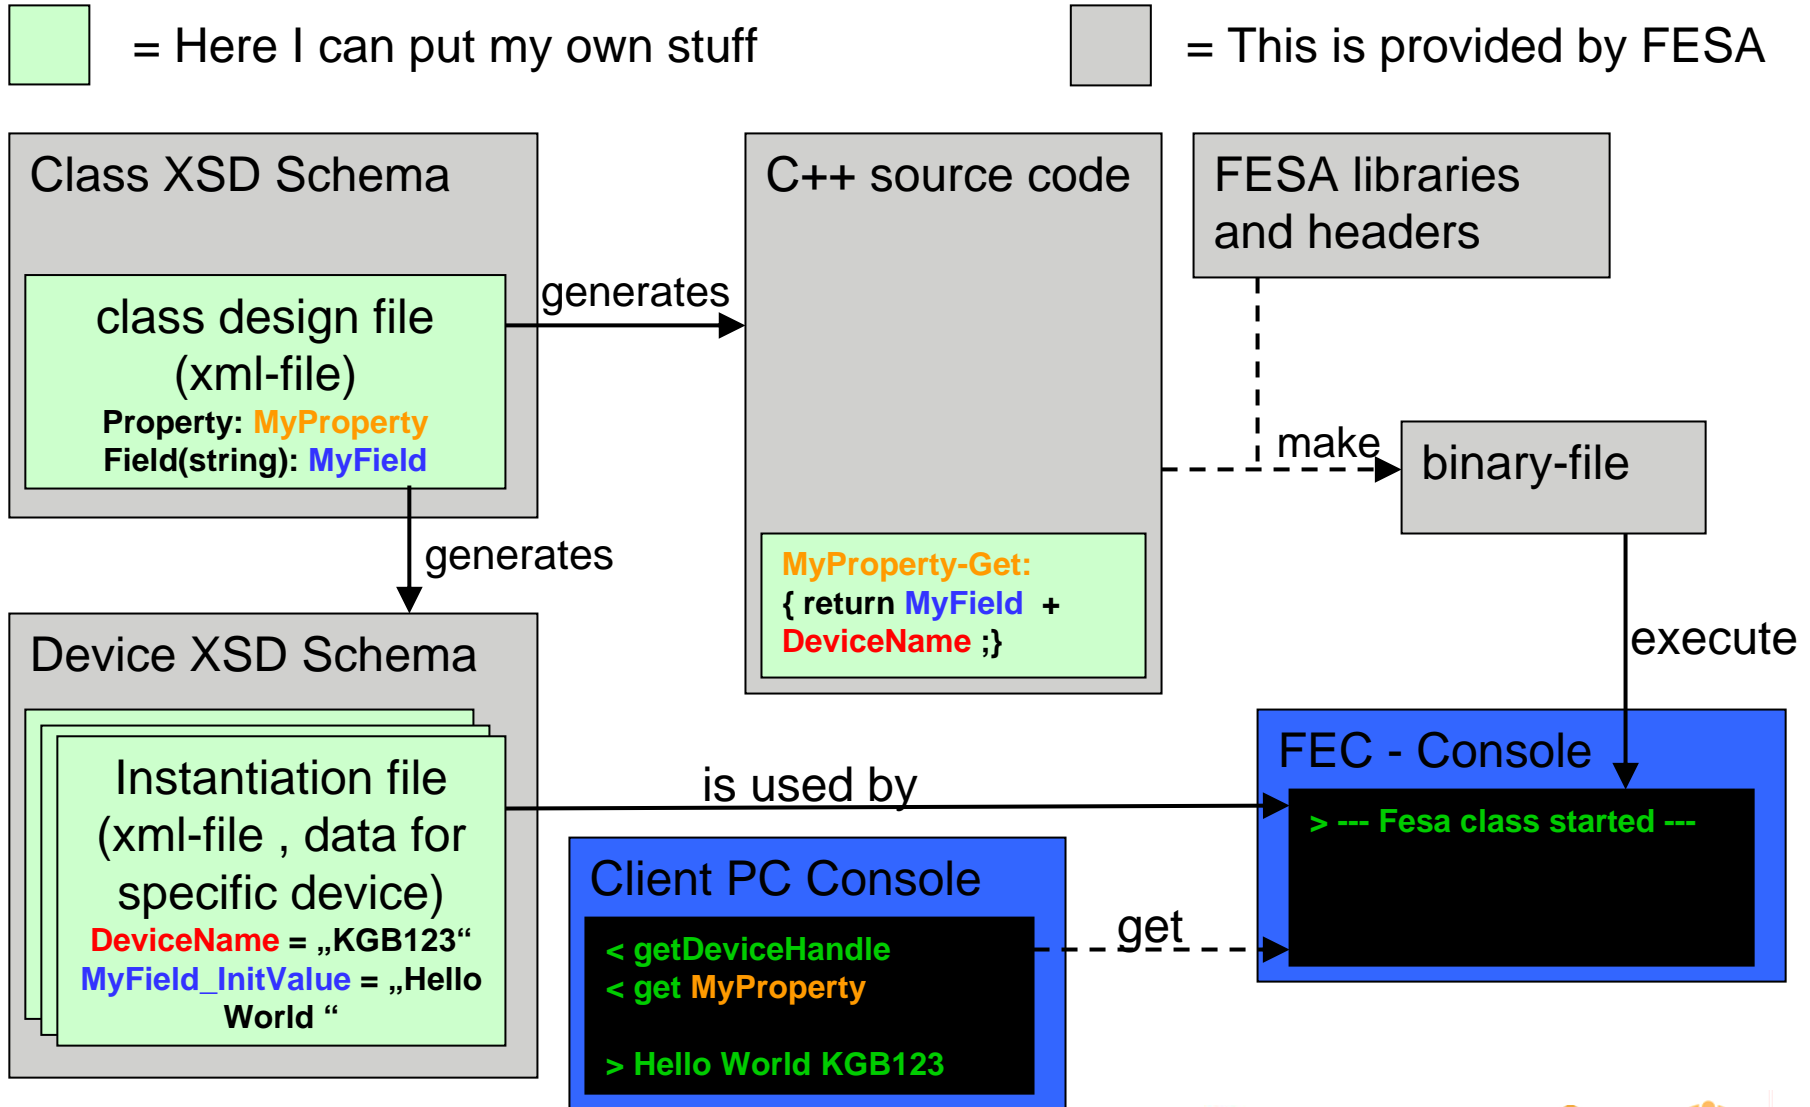 = Here I can put my own stuff
= This is provided by FESA
Class XSD Schema
class design file
(xml-file)
Property: MyProperty
Field(string): MyField
generates
C++ source code
MyProperty-Get:
{ return MyField +
DeviceName ;}
FESA libraries
and headers
make
binary-file
generates
execute
Device XSD Schema
Instantiation file
(xml-file , data for
specific device)
DeviceName = „KGB123“
MyField_InitValue = „Hello
World “
is used by
FEC - Console
> --- Fesa class started ---
Client PC Console
< getDeviceHandle
< get MyProperty
> Hello World KGB123
get